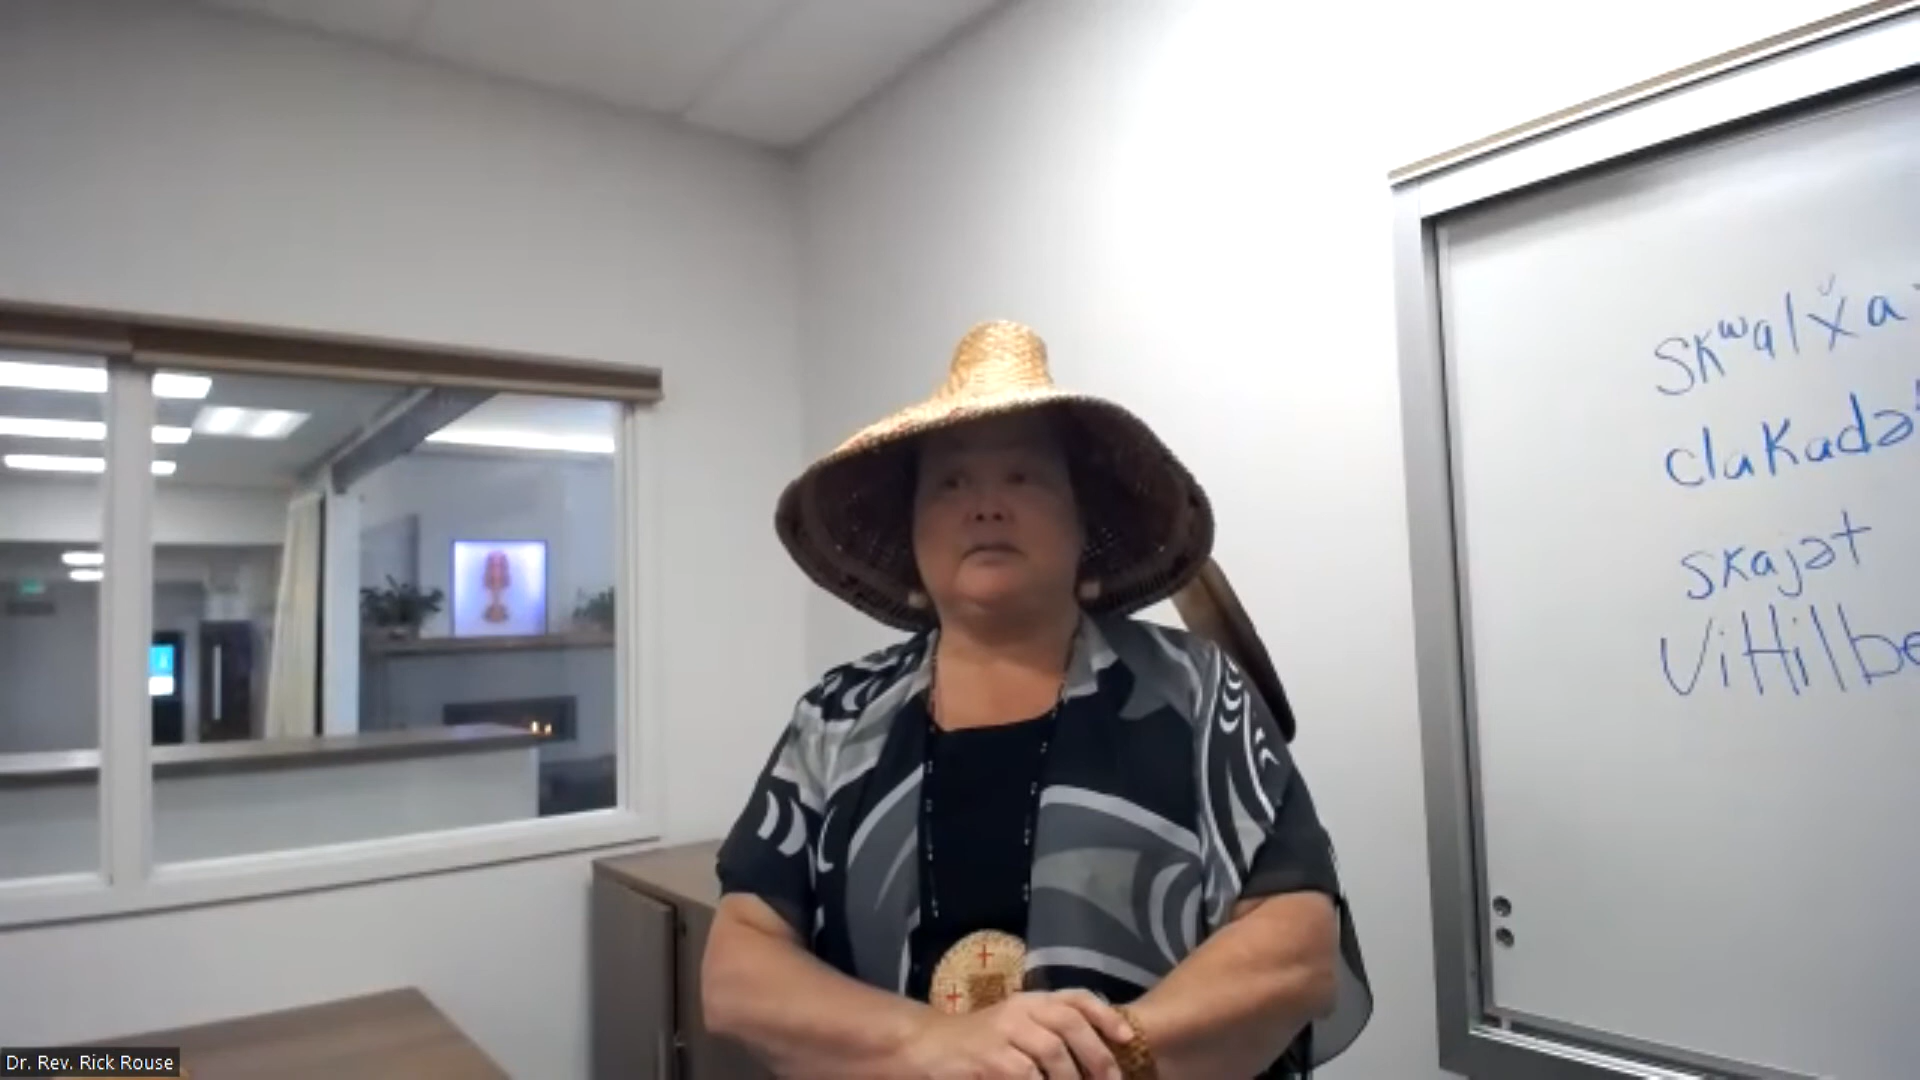 Skʷalx̌a
clakadə
skajət
ViHilbe
Dr. Rev. Rick Rouse